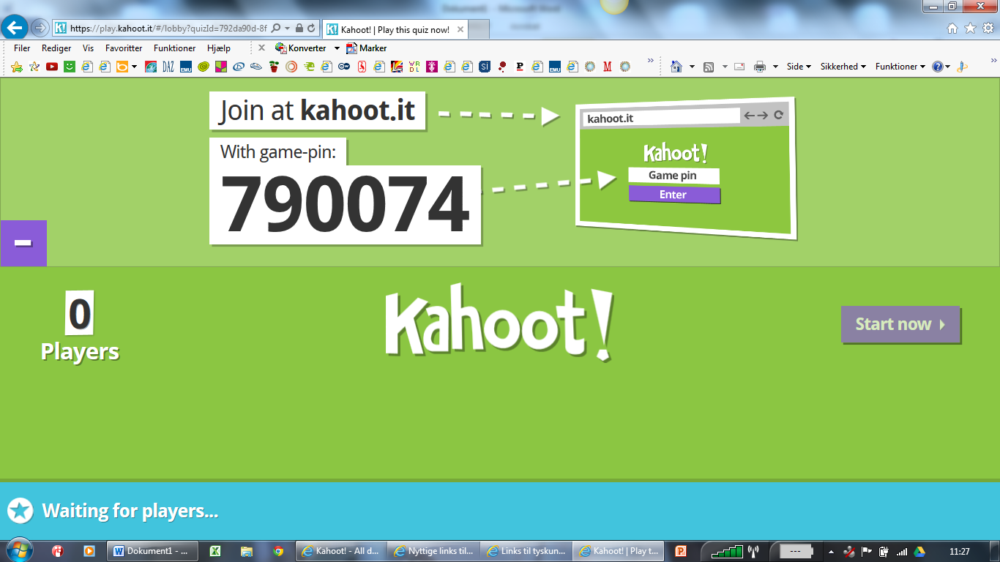 Dokument1 - Microsoft Word
https://play.kahoot.it/#/lobby?quizId=792da90d-8f
Kahoot! | Play this quiz now!
Filer Rediger Vis Favoritter Funktioner Hjælp
Konverter Marker
Side Sikkerhed Funktioner
Join at kahoot.it
With game-pin:
790074
kahoot.it
Kahoot!
Game pin
Enter
0
Players
Kahoot!
Start now
Waiting for players...
Dokument1 - ...
Kahoot! - All d...
Nyttige links til...
Links til tyskun...
Kahoot! | Play t...
---
11:27